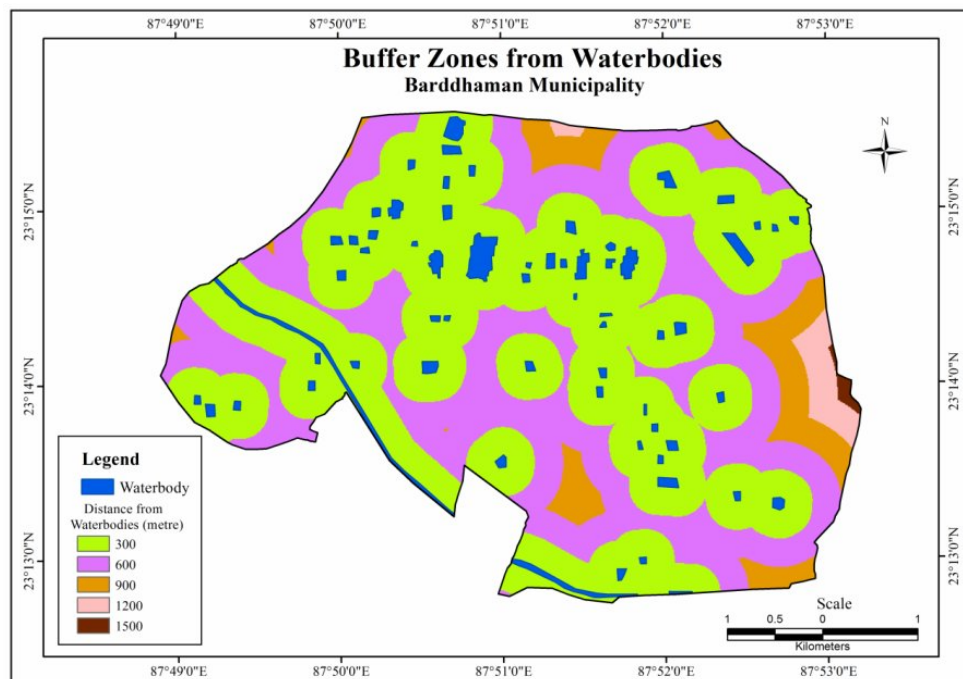 87°49'0"E 87°50'0"E 87°51'0"E 87°52'0"E 87°53'0"E
Buffer Zones from Waterbodies
Barddhaman Municipality
N
23°15'0"N 23°15'0"N
23°14'0"N 23°14'0"N
23°13'0"N 23°13'0"N
Legend
Waterbody
Distance from
Waterbodies (metre)
300
600
900
1200
1500
Scale
1 0.5 0 1
Kilometers
87°49'0"E 87°50'0"E 87°51'0"E 87°52'0"E 87°53'0"E